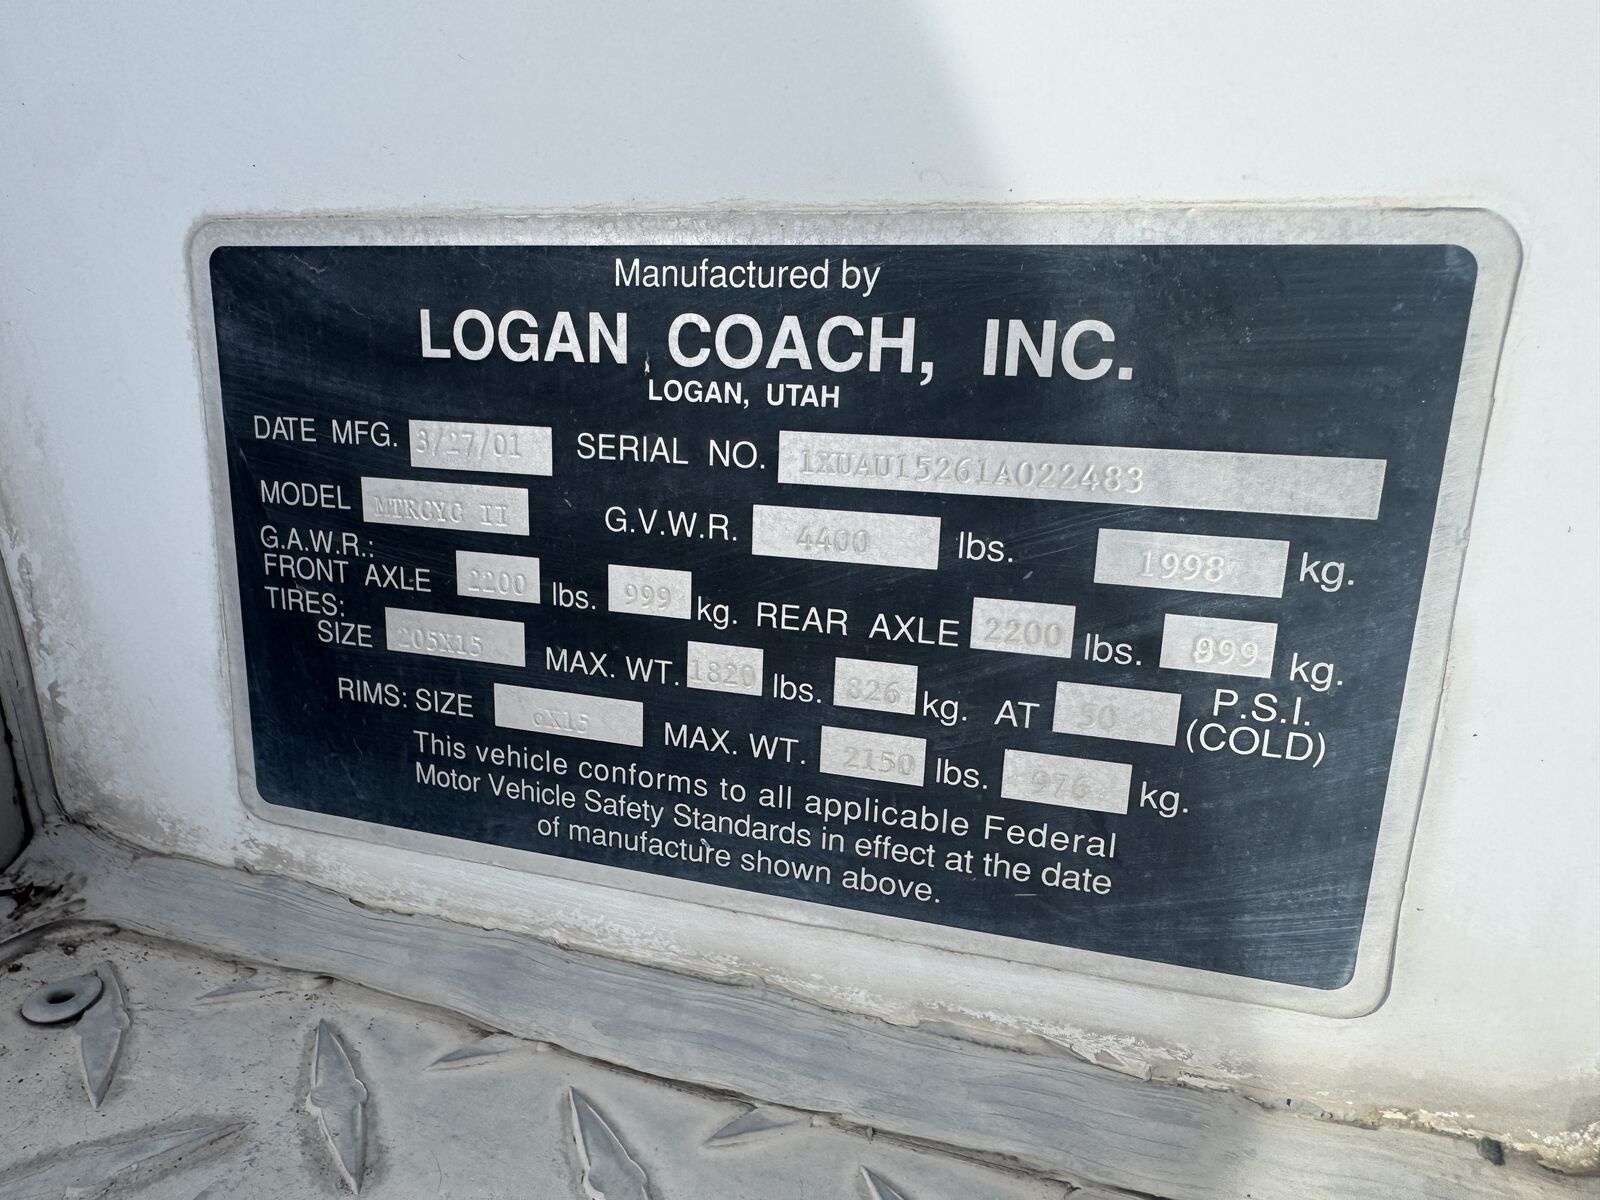 Manufactured by
LOGAN COACH, INC.
LOGAN, UTAH
DATE MFG. 3/27/01 SERIAL NO. 1XUAU15261A022483
MODEL MTRCYC II G.V.W.R. 4400 lbs. 1998 kg.
G.A.W.R.:
FRONT AXLE 2200 lbs. 999 kg. REAR AXLE 2200 lbs. 999 kg.
TIRES:
SIZE 205X15 MAX. WT. 1820 lbs. 826 kg. AT 50 P.S.I. (COLD)
RIMS: SIZE 6X15 MAX. WT. 2150 lbs. 976 kg.
This vehicle conforms to all applicable Federal
Motor Vehicle Safety Standards in effect at the date
of manufacture shown above.